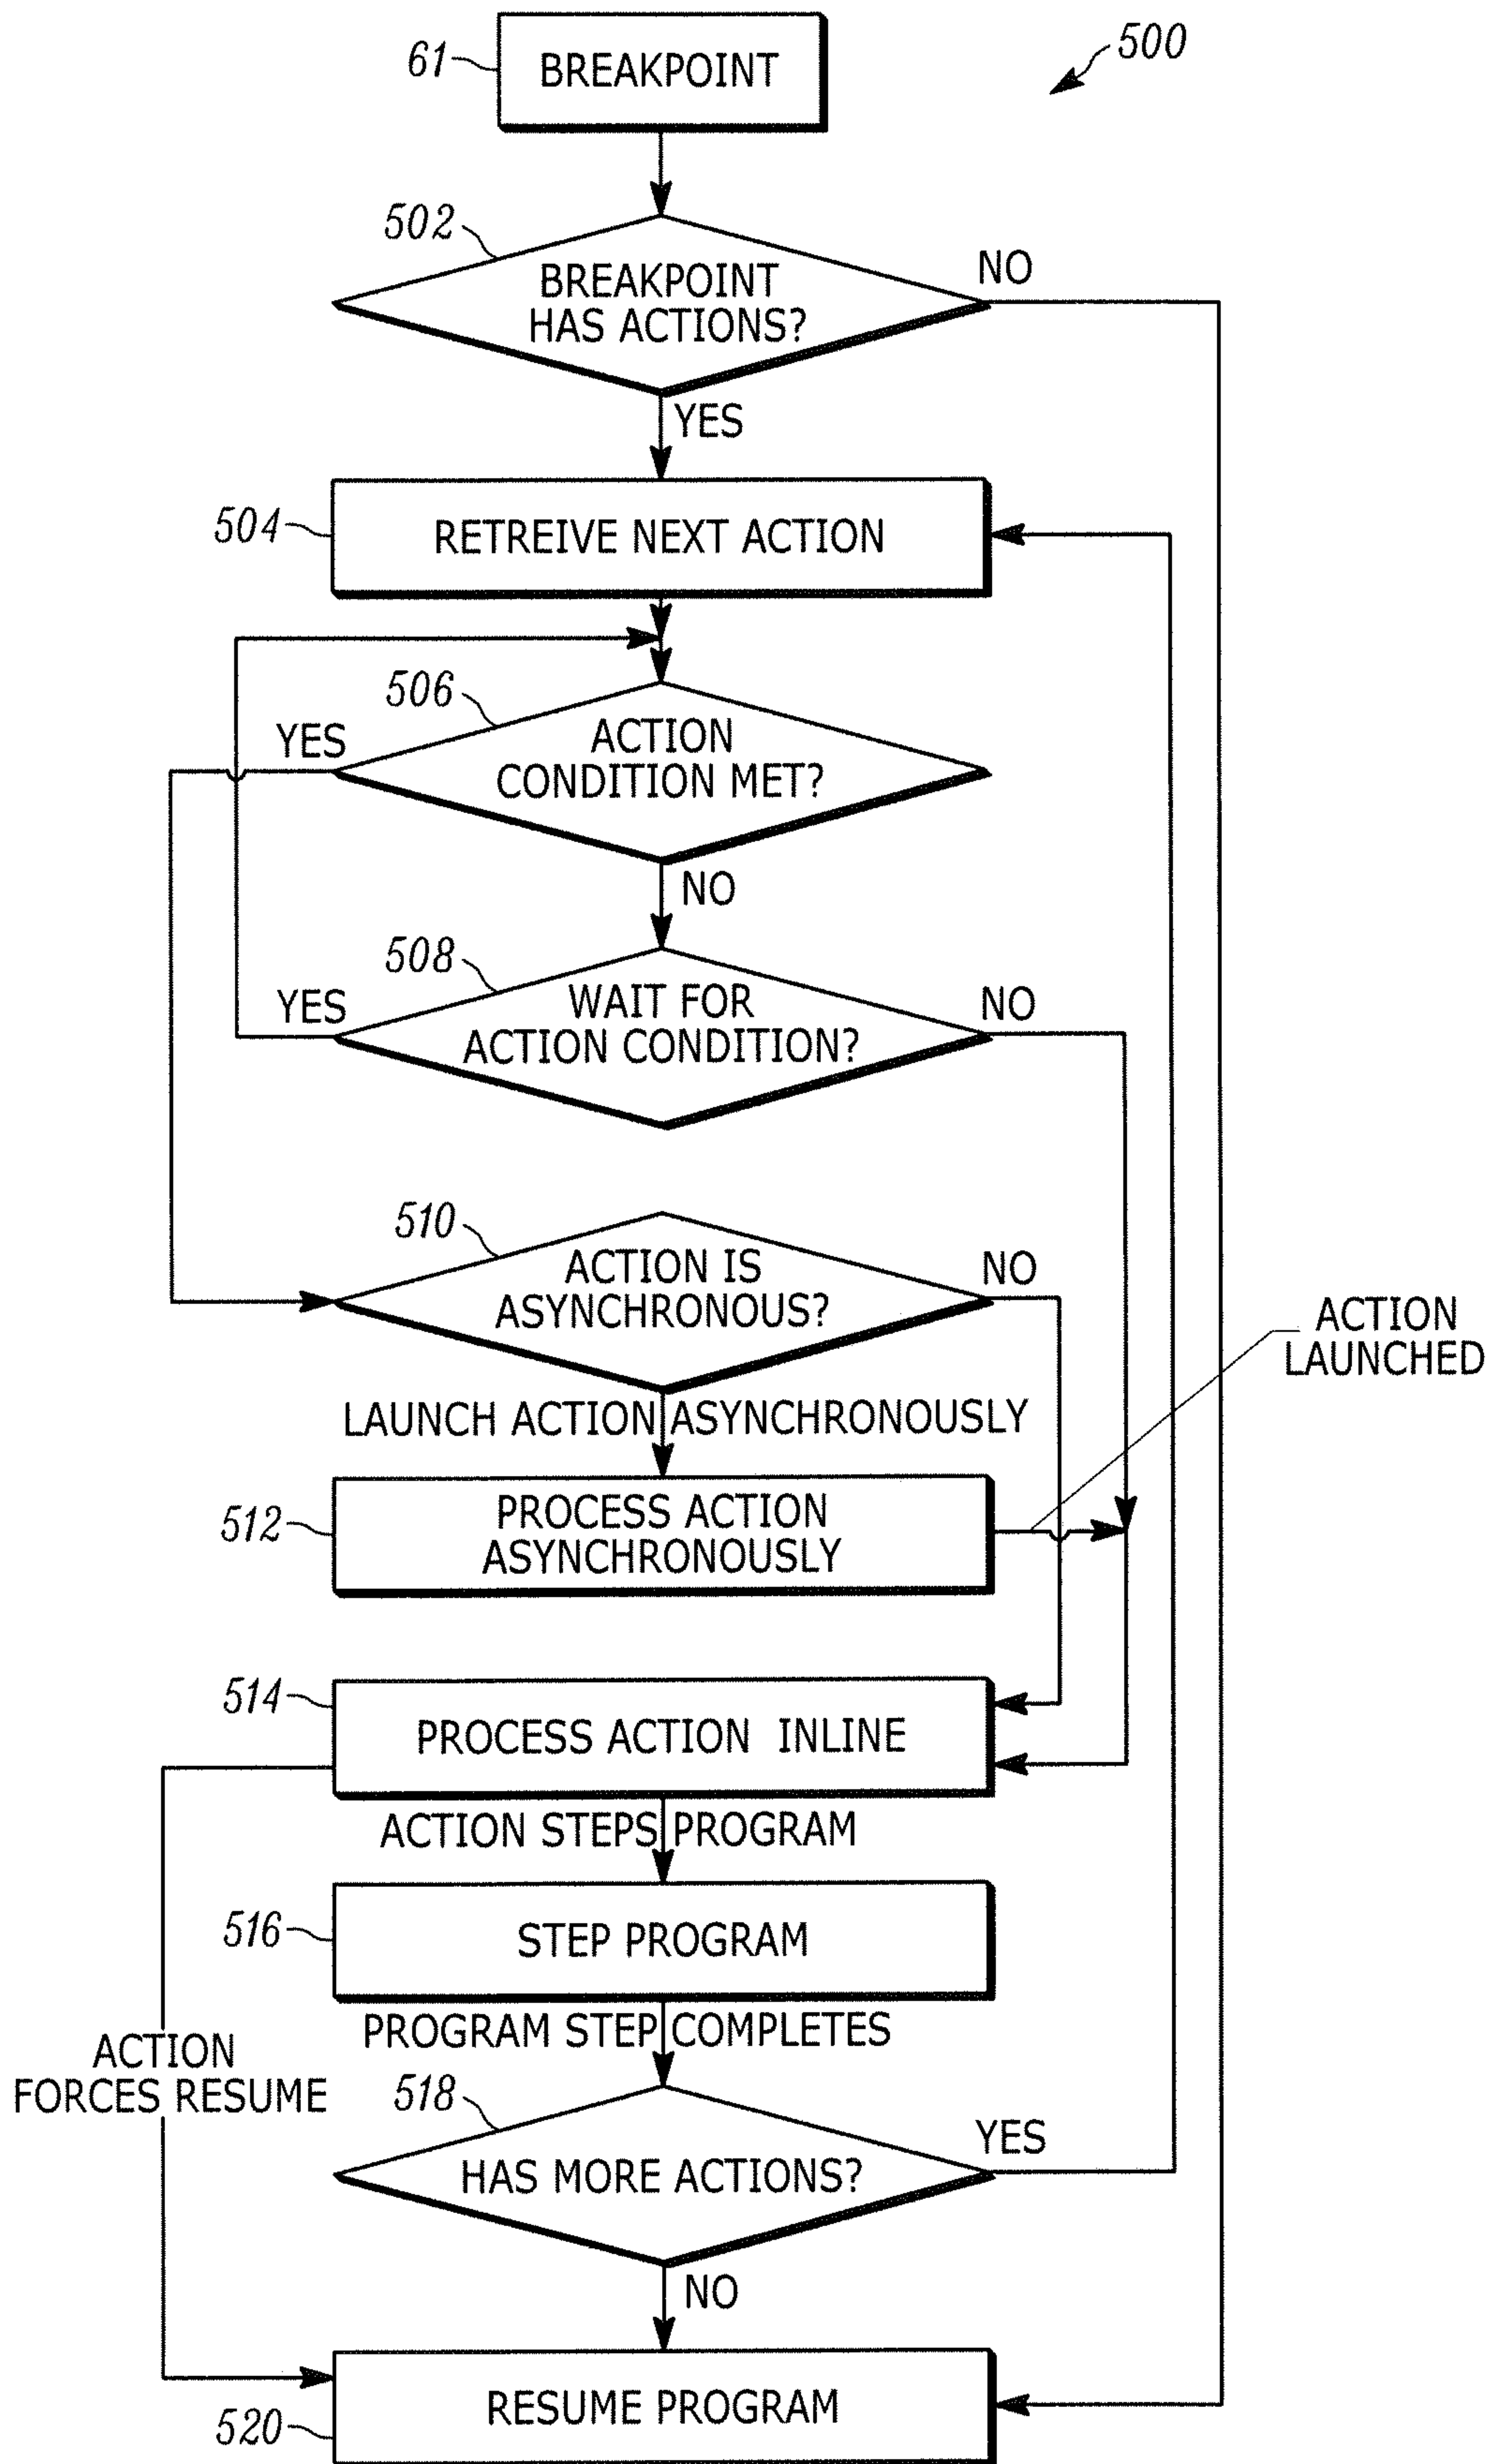 61
BREAKPOINT
500
502
BREAKPOINT
HAS ACTIONS?
NO
YES
504
RETREIVE NEXT ACTION
506
YES
ACTION
CONDITION MET?
NO
508
YES
WAIT FOR
ACTION CONDITION?
NO
510
ACTION IS
ASYNCHRONOUS?
NO
ACTION
LAUNCHED
LAUNCH ACTION ASYNCHRONOUSLY
512
PROCESS ACTION
ASYNCHRONOUSLY
514
PROCESS ACTION INLINE
ACTION STEPS PROGRAM
516
STEP PROGRAM
PROGRAM STEP COMPLETES
ACTION
FORCES RESUME
518
HAS MORE ACTIONS?
YES
NO
520
RESUME PROGRAM